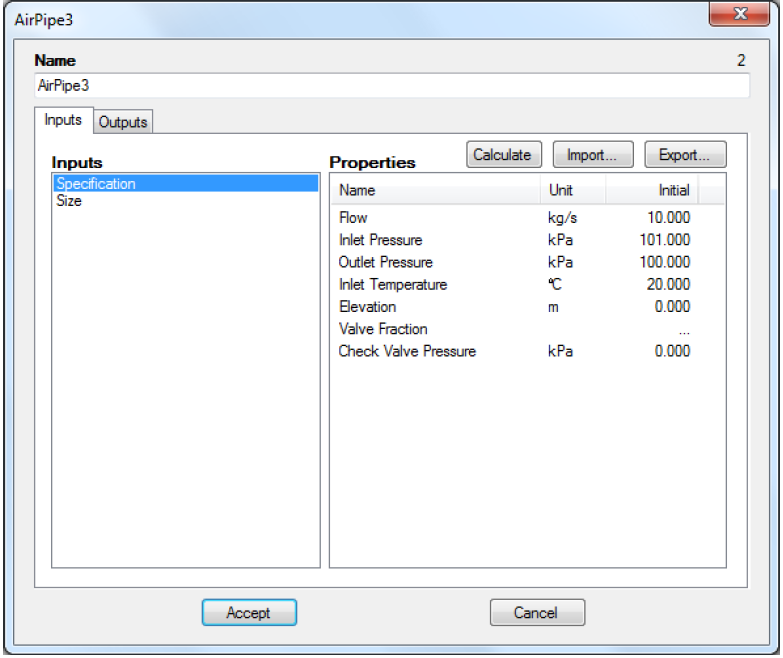 AirPipe3
Name 2
AirPipe3
Inputs Outputs
Inputs
Specification
Size
Properties Calculate Import... Export...
Name Unit Initial
Flow kg/s 10.000
Inlet Pressure kPa 101.000
Outlet Pressure kPa 100.000
Inlet Temperature °C 20.000
Elevation m 0.000
Valve Fraction ...
Check Valve Pressure kPa 0.000
Accept Cancel